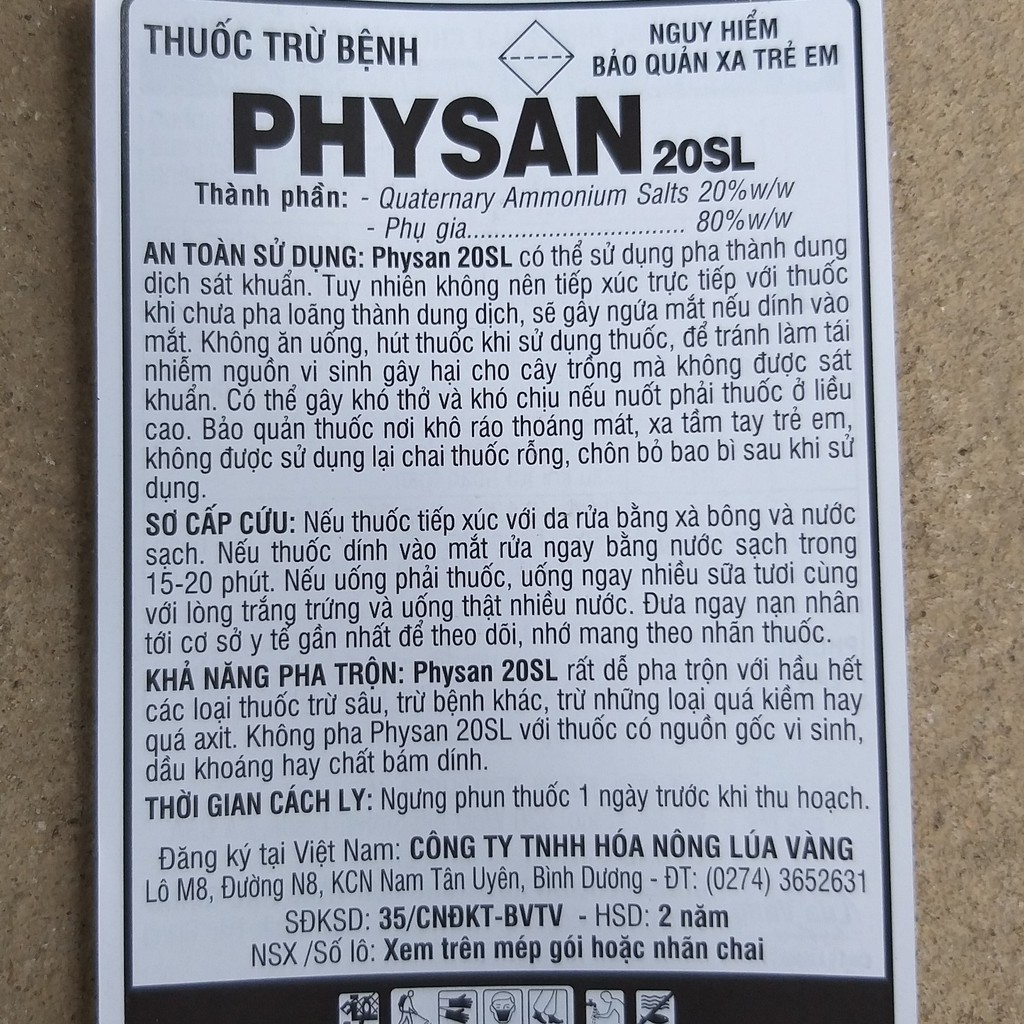 THUỐC TRỪ BỆNH
NGUY HIỂM
BẢO QUẢN XA TRẺ EM
PHYSAN 20SL
Thành phần: - Quaternary Ammonium Salts 20%w/w
- Phụ gia................................ 80%w/w
AN TOÀN SỬ DỤNG: Physan 20SL có thể sử dụng pha thành dung
dịch sát khuẩn. Tuy nhiên không nên tiếp xúc trực tiếp với thuốc
khi chưa pha loãng thành dung dịch, sẽ gây ngứa mắt nếu dính vào
mắt. Không ăn uống, hút thuốc khi sử dụng thuốc, để tránh làm tái
nhiễm nguồn vi sinh gây hại cho cây trồng mà không được sát
khuẩn. Có thể gây khó thở và khó chịu nếu nuốt phải thuốc ở liều
cao. Bảo quản thuốc nơi khô ráo thoáng mát, xa tầm tay trẻ em,
không được sử dụng lại chai thuốc rỗng, chôn bỏ bao bì sau khi sử
dụng.
SƠ CẤP CỨU: Nếu thuốc tiếp xúc với da rửa bằng xà bông và nước
sạch. Nếu thuốc dính vào mắt rửa ngay bằng nước sạch trong
15-20 phút. Nếu uống phải thuốc, uống ngay nhiều sữa tươi cùng
với lòng trắng trứng và uống thật nhiều nước. Đưa ngay nạn nhân
tới cơ sở y tế gần nhất để theo dõi, nhớ mang theo nhãn thuốc.
KHẢ NĂNG PHA TRỘN: Physan 20SL rất dễ pha trộn với hầu hết
các loại thuốc trừ sâu, trừ bệnh khác, trừ những loại quá kiềm hay
quá axit. Không pha Physan 20SL với thuốc có nguồn gốc vi sinh,
dầu khoáng hay chất bám dính.
THỜI GIAN CÁCH LY: Ngưng phun thuốc 1 ngày trước khi thu hoạch.
Đăng ký tại Việt Nam: CÔNG TY TNHH HÓA NÔNG LÚA VÀNG
Lô M8, Đường N8, KCN Nam Tân Uyên, Bình Dương - ĐT: (0274) 3652631
SĐKSD: 35/CNĐKT-BVTV - HSD: 2 năm
NSX /Số lô: Xem trên mép gói hoặc nhãn chai